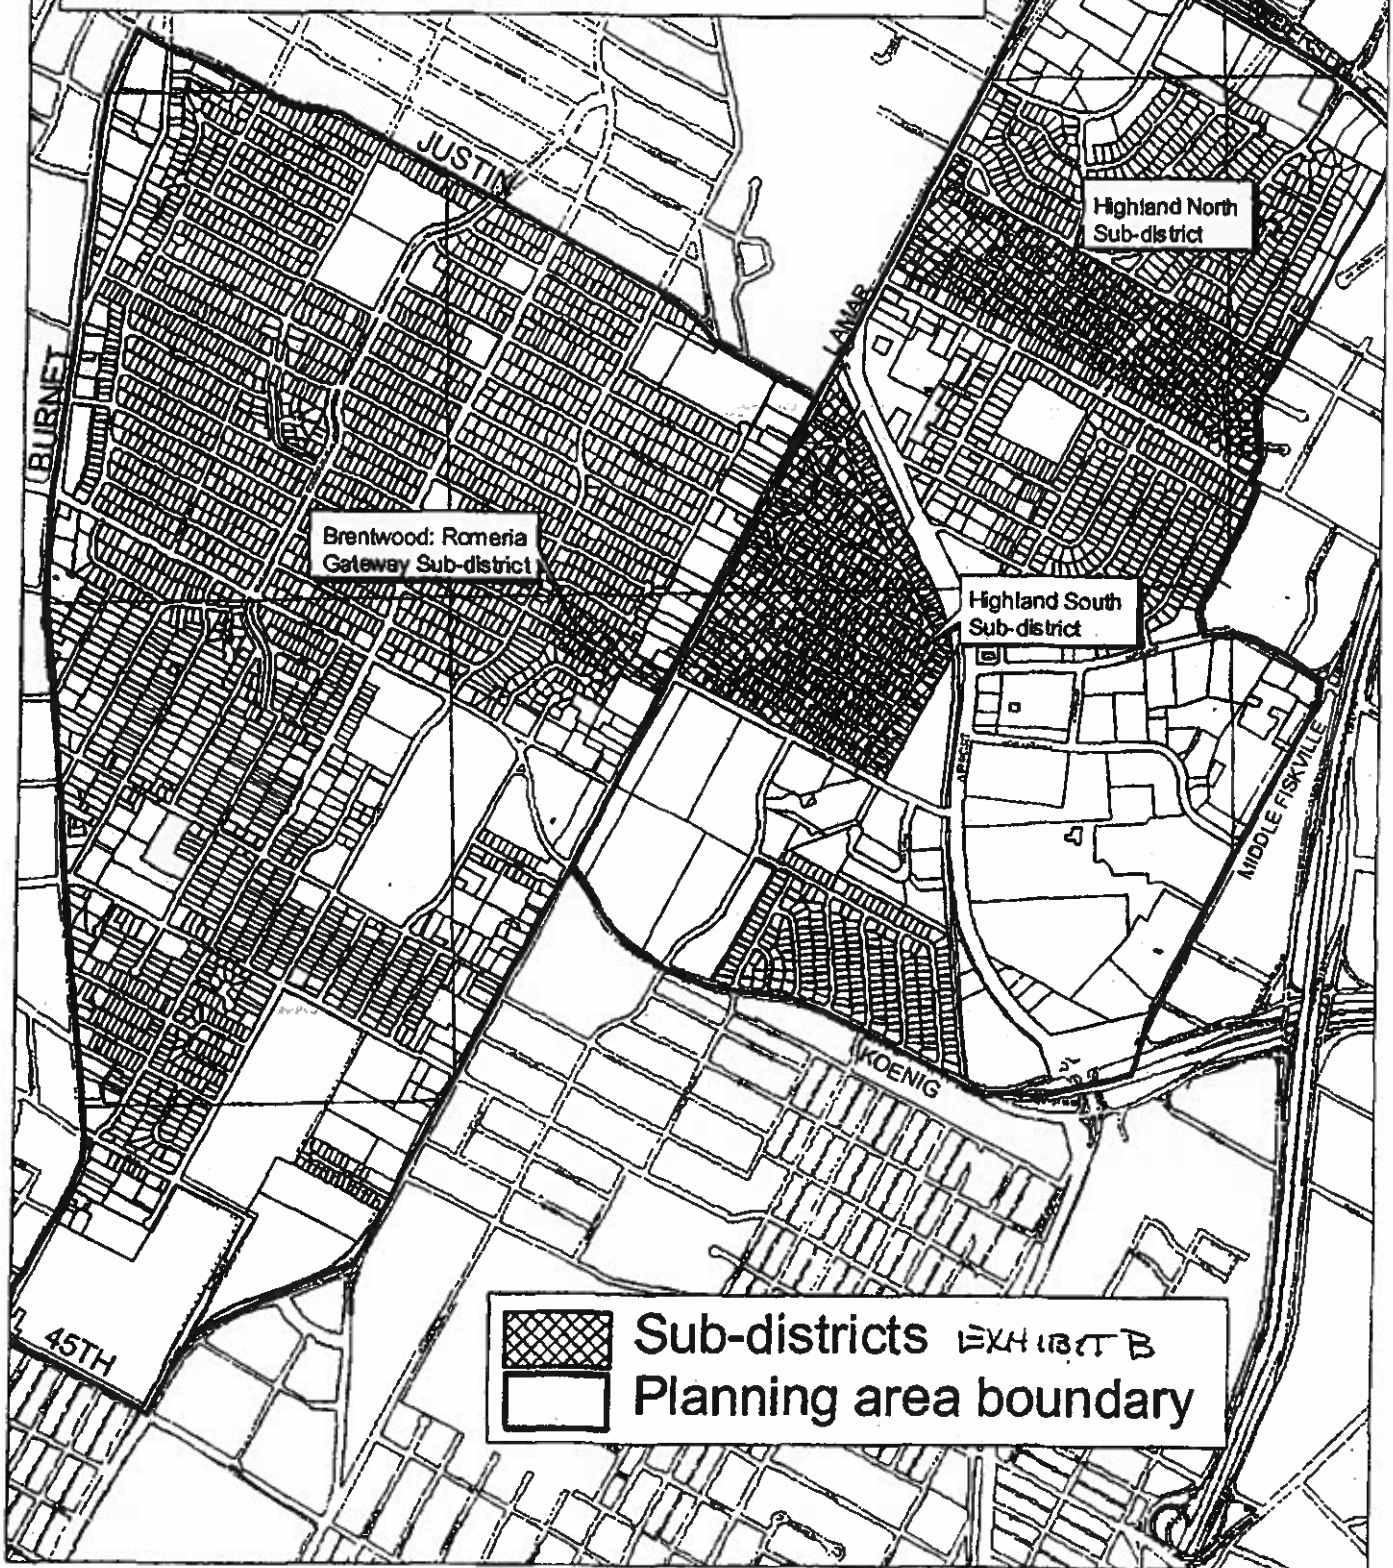 JUSTIN
Highland North
Sub-district
LAMAR
BURNET
Brentwood: Romeria
Gateway Sub-district
Highland South
Sub-district
MIDDLE FISKVILLE
KOENIG
45TH
Sub-districts EXHIBIT B
Planning area boundary